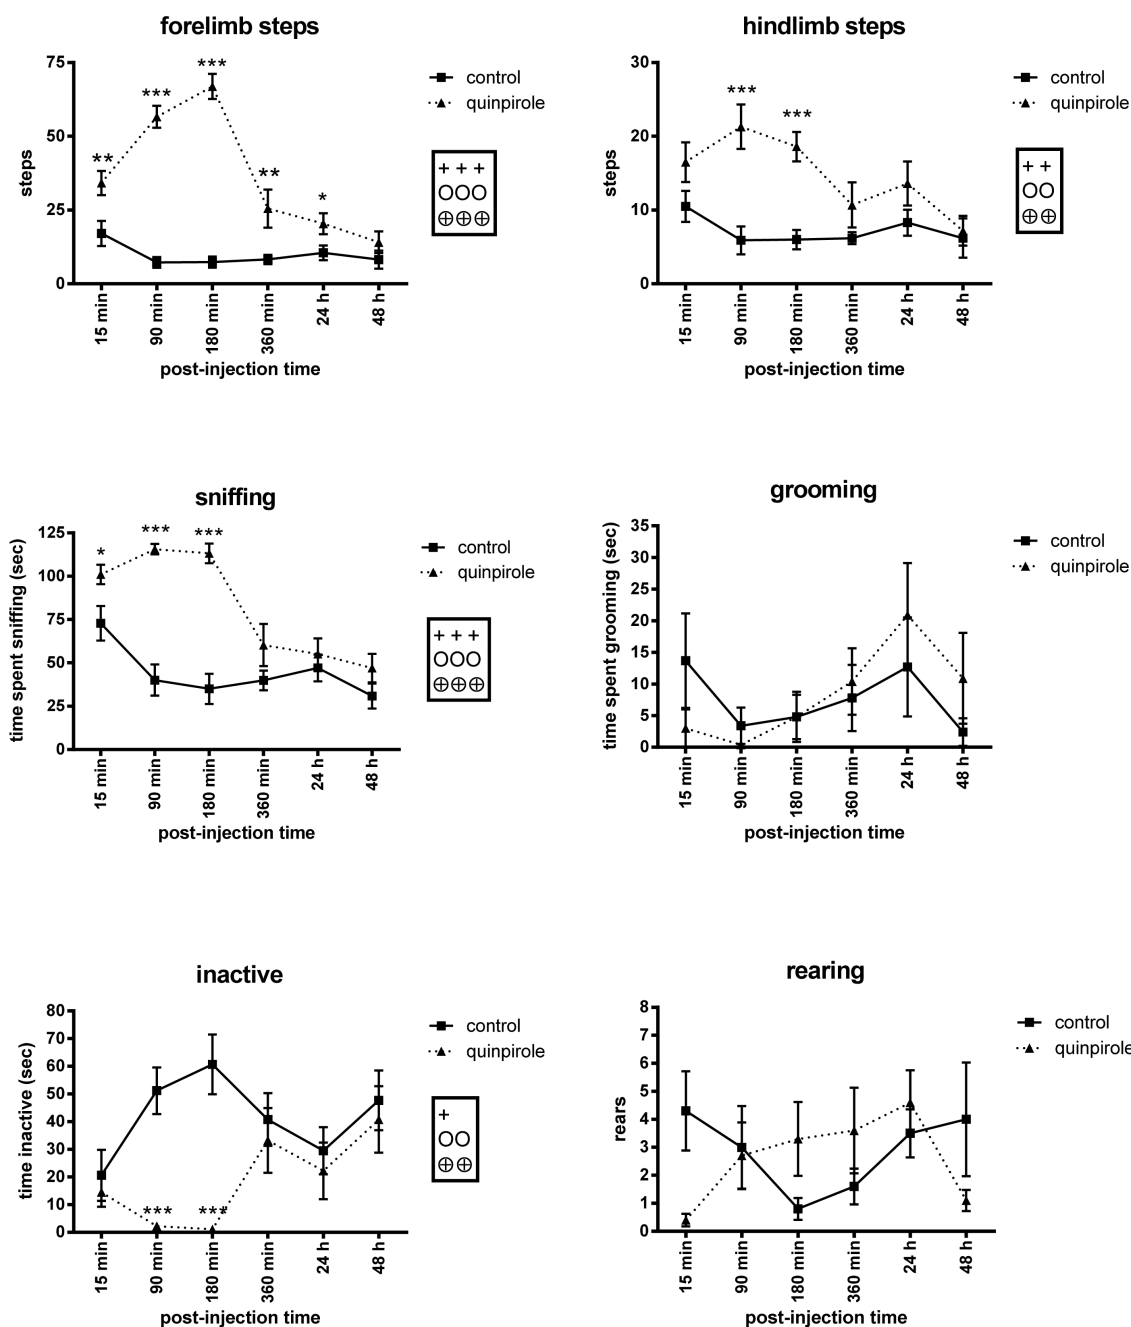 forelimb steps
75
50
25
0
steps
** *** *** ** *
15 min
90 min
180 min
360 min
24 h
48 h
post-injection time
control
quinpirole
+ + +
OOO
⊕⊕⊕
hindlimb steps
30
20
10
0
steps
*** ***
15 min
90 min
180 min
360 min
24 h
48 h
post-injection time
control
quinpirole
+ +
OO
⊕⊕
sniffing
125
100
75
50
25
0
time spent sniffing (sec)
* *** ***
15 min
90 min
180 min
360 min
24 h
48 h
post-injection time
control
quinpirole
+ + +
OOO
⊕⊕⊕
grooming
35
30
25
20
15
10
5
0
time spent grooming (sec)
15 min
90 min
180 min
360 min
24 h
48 h
post-injection time
control
quinpirole
inactive
80
70
60
50
40
30
20
10
0
time inactive (sec)
*** ***
15 min
90 min
180 min
360 min
24 h
48 h
post-injection time
control
quinpirole
+
OO
⊕⊕
rearing
8
7
6
5
4
3
2
1
0
rears
15 min
90 min
180 min
360 min
24 h
48 h
post-injection time
control
quinpirole